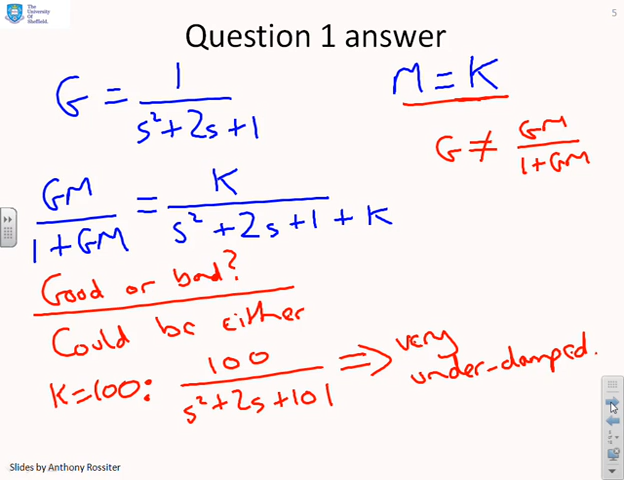 The University Of Sheffield.
5
Question 1 answer
G = 1 / (s² + 2s + 1)
M = K
G ≠ GM / (1 + GM)
GM / (1 + GM) = K / (s² + 2s + 1 + K)
Good or bad?
Could be either
K = 100: 100 / (s² + 2s + 101) ⇒ very under-damped.
Slides by Anthony Rossiter